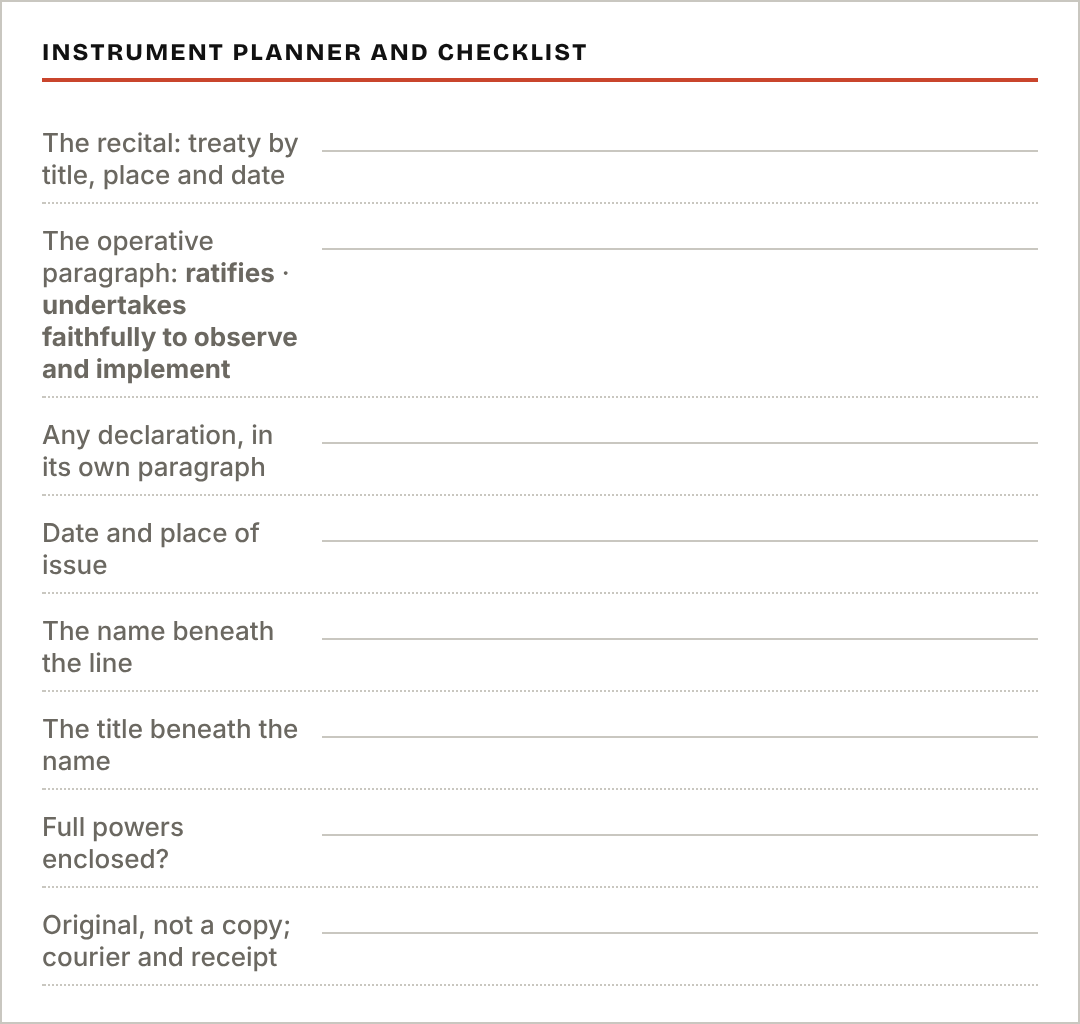 INSTRUMENT PLANNER AND CHECKLIST
The recital: treaty by
title, place and date
The operative
paragraph: ratifies ·
undertakes
faithfully to observe
and implement
Any declaration, in
its own paragraph
Date and place of
issue
The name beneath
the line
The title beneath the
name
Full powers
enclosed?
Original, not a copy;
courier and receipt